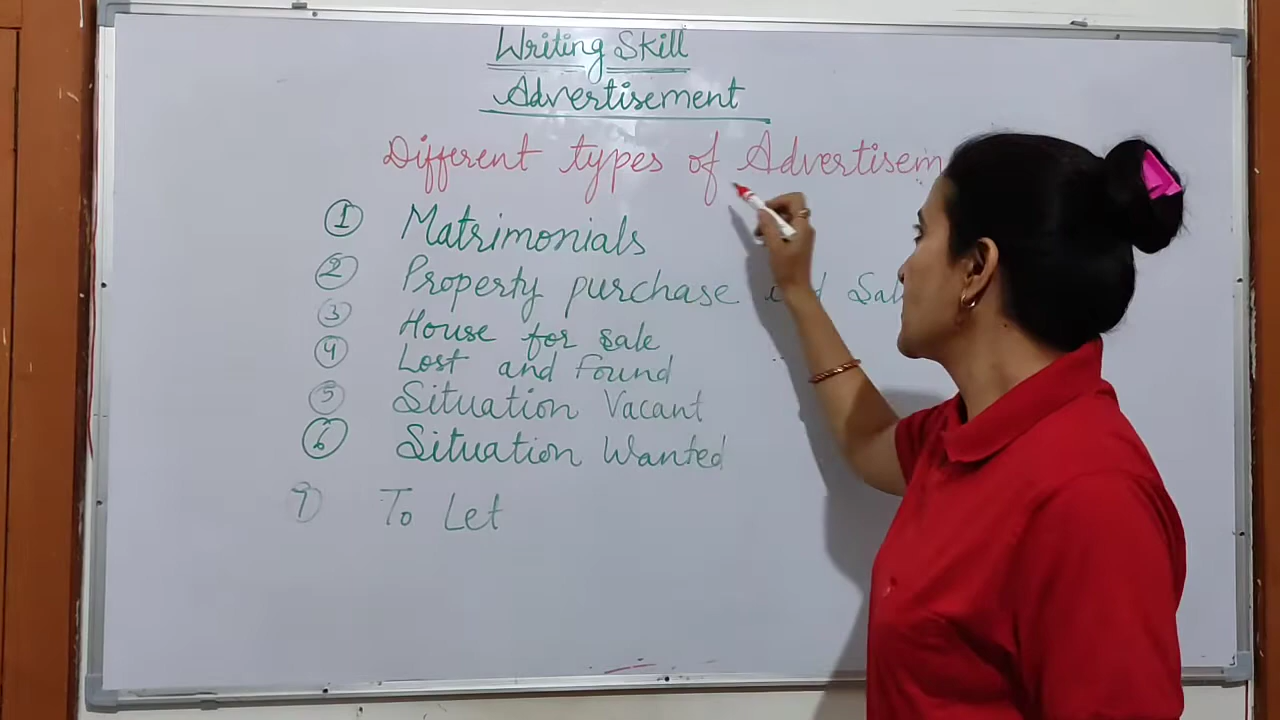 Writing Skill
Advertisement
Different types of Advertisem
① Matrimonials
② Property purchase Sal
③ House for sale
④ Lost and Found
⑤ Situation Vacant
⑥ Situation Wanted
⑦ To Let